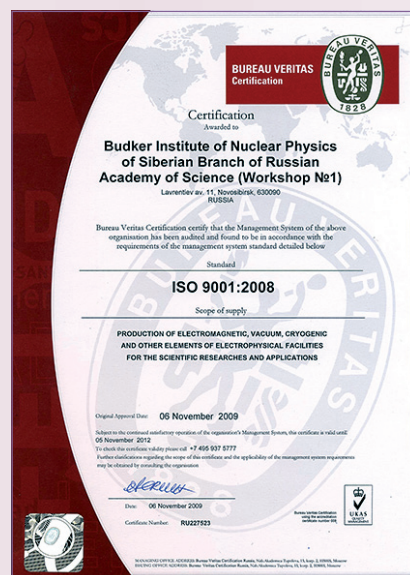 BUREAU VERITAS
Certification
BUREAU VERITAS
1828
Certification
Awarded to
Budker Institute of Nuclear Physics
of Siberian Branch of Russian
Academy of Science (Workshop №1)
Lavrentiev av. 11, Novosibirsk, 630090
RUSSIA
Bureau Veritas Certification certify that the Management System of the above
organisation has been audited and found to be in accordance with the
requirements of the management system standard detailed below
Standard
ISO 9001:2008
Scope of supply
PRODUCTION OF ELECTROMAGNETIC, VACUUM, CRYOGENIC
AND OTHER ELEMENTS OF ELECTROPHYSICAL FACILITIES
FOR THE SCIENTIFIC RESEARCHES AND APPLICATIONS
Original Approval Date: 06 November 2009
Subject to the continued satisfactory operation of the organisation's Management System, this certificate is valid until:
05 November 2012
To check this certificate validity please call +7 495 937 5777
Further clarifications regarding the scope of this certificate and the applicability of the management system requirements
may be obtained by consulting the organisation
Date: 06 November 2009
Certificate Number: RU227523
UKAS
QUALITY
MANAGEMENT